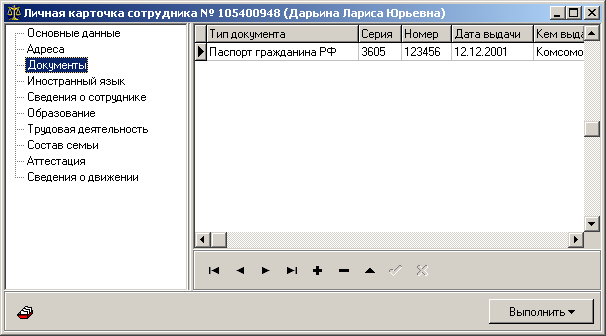 Личная карточка сотрудника № 105400948 (Дарьина Лариса Юрьевна)
Основные данные
Адреса
Документы
Иностранный язык
Сведения о сотруднике
Образование
Трудовая деятельность
Состав семьи
Аттестация
Сведения о движении
Тип документа Серия Номер Дата выдачи Кем выда
Паспорт гражданина РФ 3605 123456 12.12.2001 Комсомо
Выполнить